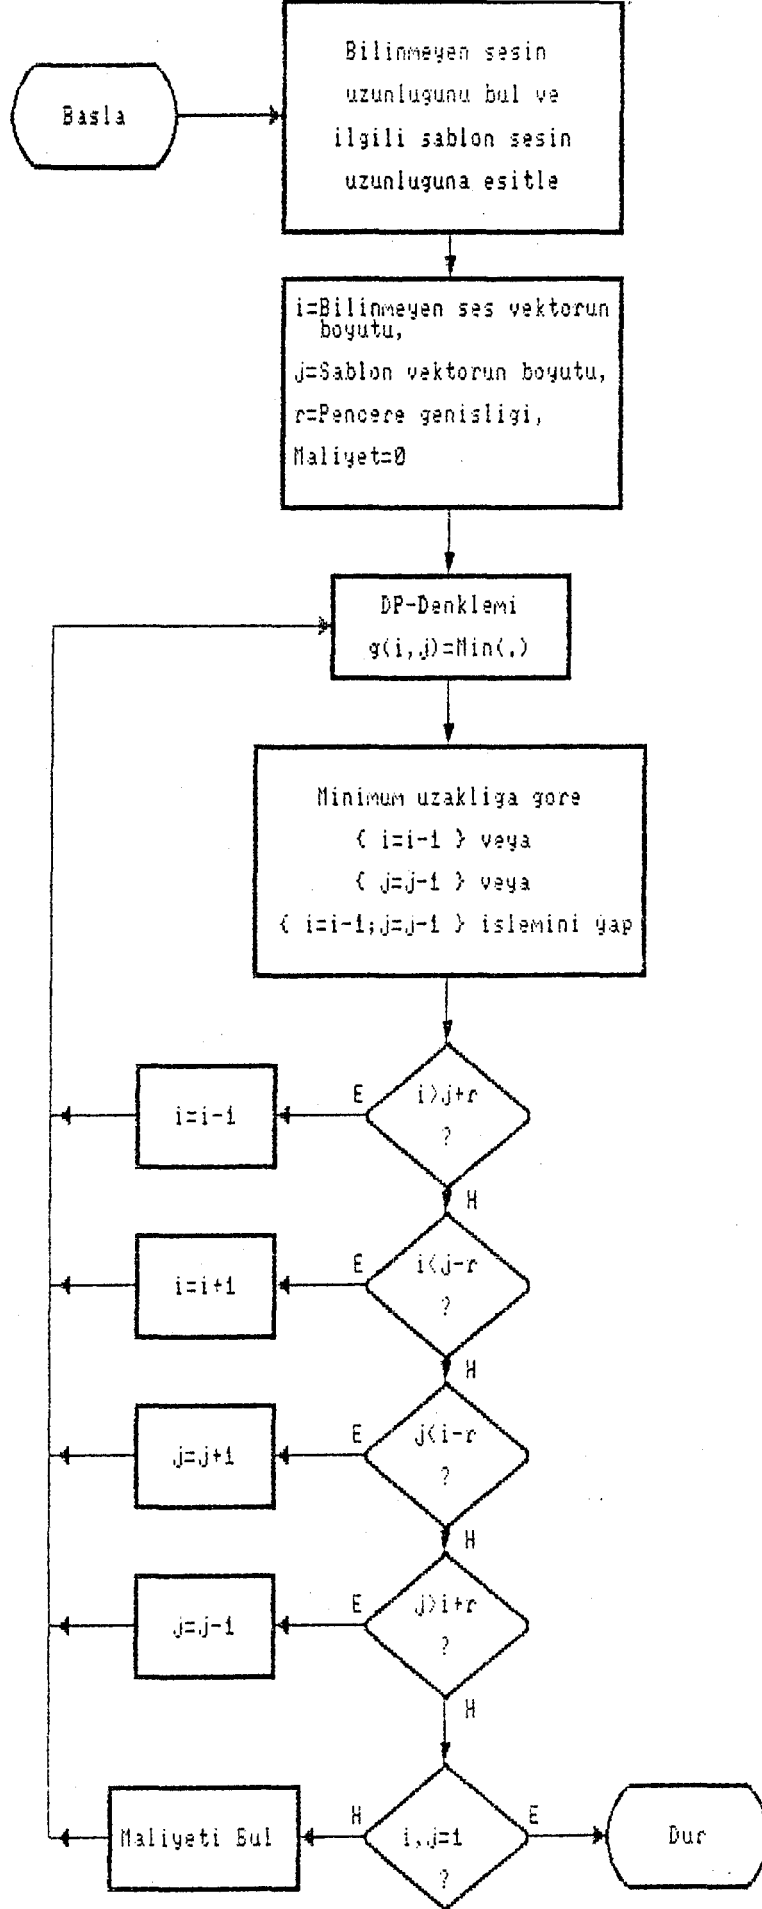 Basla
Bilinmeyen sesin
uzunlugunu bul ve
ilgili sablon sesin
uzunluguna esitle
i=Bilinmeyen ses vektorun
boyutu,
j=Sablon vektorun boyutu,
r=Pencere genisligi,
Maliyet=0
DP-Denklemi
g(i,j)=Min(.)
Minimum uzakliga gore
{ i=i-1 } veya
{ j=j-1 } veya
{ i=i-1;j=j-1 } islemini yap
i>j+r
?
E
i=i-1
H
i<j-r
?
E
i=i+1
H
j<i-r
?
E
j=j+1
H
j>i+r
?
E
j=j-1
H
i,j=1
?
H
Maliyeti Bul
E
Dur